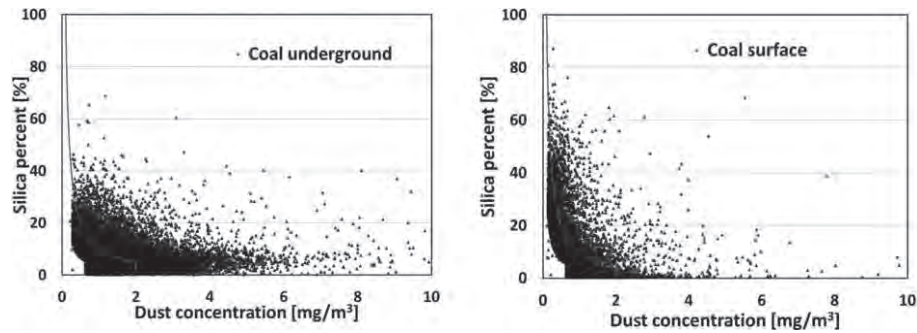 100
80
60
40
20
0
Silica percent [%]
Coal underground
0 2 4 6 8 10
Dust concentration [mg/m³]
100
80
60
40
20
0
Silica percent [%]
Coal surface
0 2 4 6 8 10
Dust concentration [mg/m³]